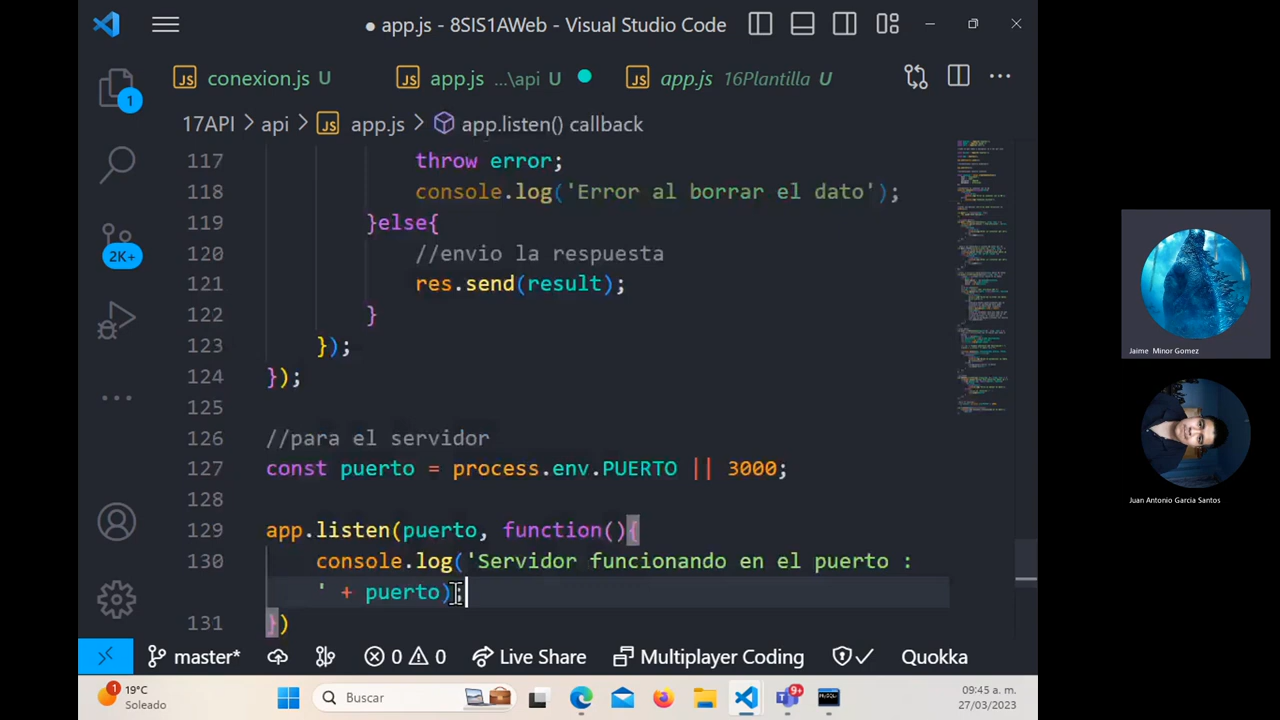 app.js - 8SIS1AWeb - Visual Studio Code
conexion.js U
app.js ...\api U
app.js 16Plantilla U
17API > api > JS app.js > app.listen() callback
117 throw error;
118 console.log('Error al borrar el dato');
119 }else{
120 //envio la respuesta
121 res.send(result);
122 }
123 });
124 });
125
126 //para el servidor
127 const puerto = process.env.PUERTO || 3000;
128
129 app.listen(puerto, function(){
130 console.log('Servidor funcionando en el puerto :
' + puerto);
131 })
1
2K+
master* 0 0 Live Share Multiplayer Coding Quokka
1 19°C
Soleado
Buscar
9+
09:45 a. m.
27/03/2023
Jaime Minor Gomez
Juan Antonio Garcia Santos